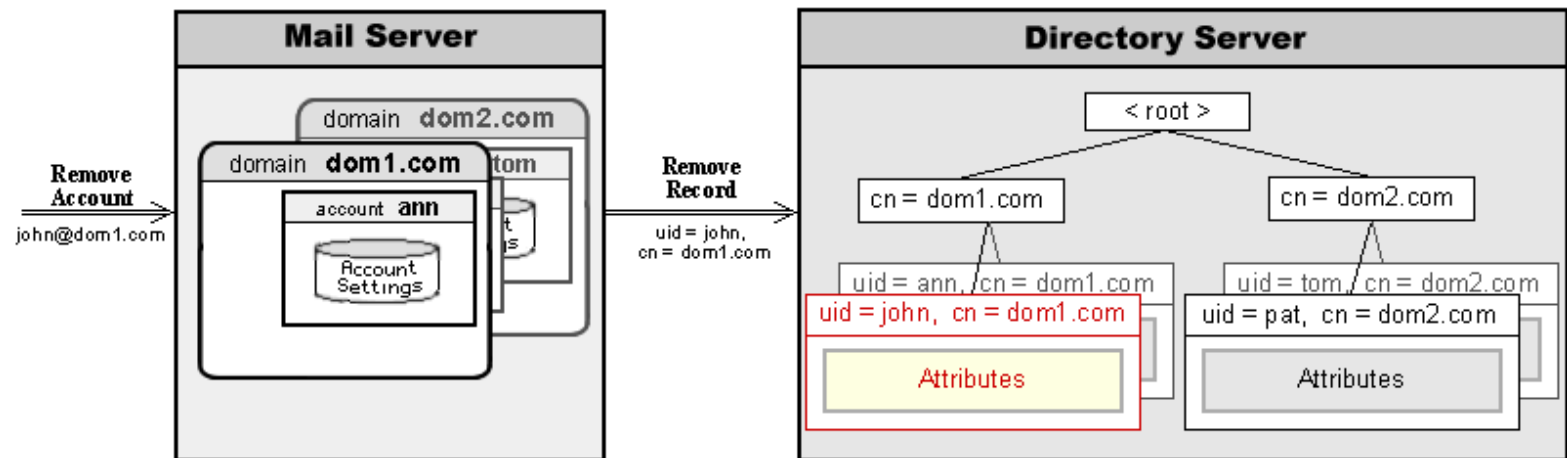 Mail Server
Directory Server
Remove
Account
john@dom1.com
domain dom2.com
tom
domain dom1.com
account ann
Account
Settings
Remove
Record
uid = john,
cn = dom1.com
< root >
cn = dom1.com
cn = dom2.com
uid = ann, cn = dom1.com
uid = john, cn = dom1.com
Attributes
uid = tom, cn = dom2.com
uid = pat, cn = dom2.com
Attributes